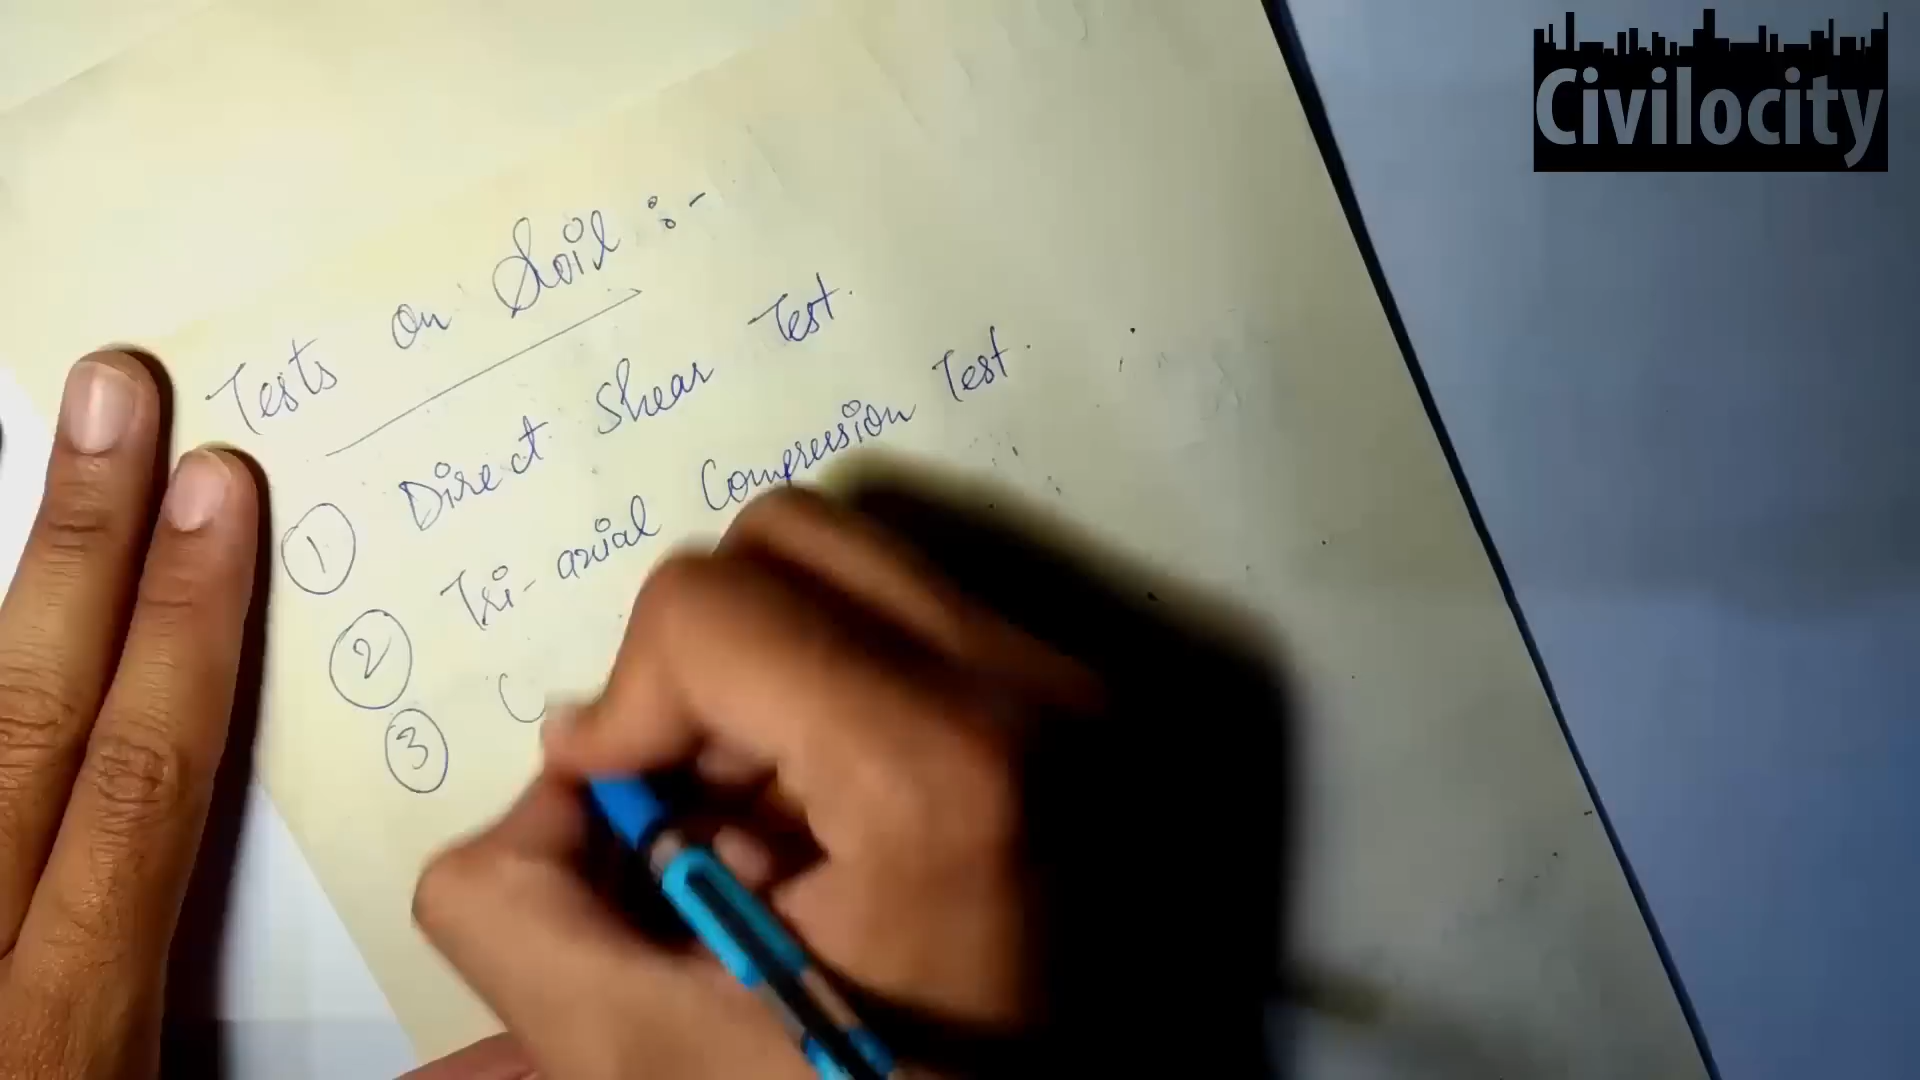 Civilocity
Tests on Soil :-
1 Direct Shear Test.
2 Tri-axial Compression Test.
3 U